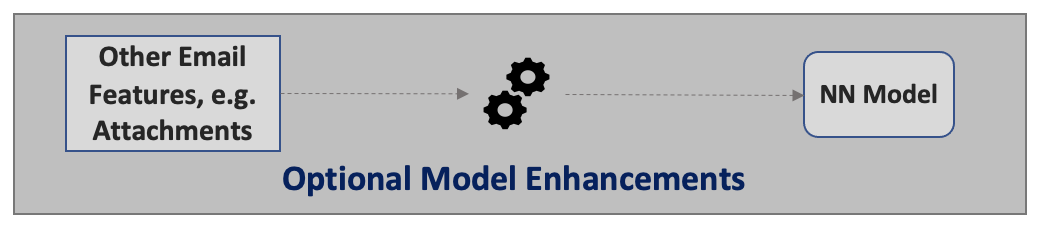 Other Email
Features, e.g.
Attachments
NN Model
Optional Model Enhancements